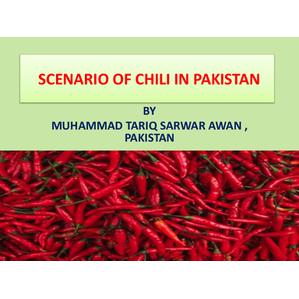 SCENARIO OF CHILI IN PAKISTAN
BY
MUHAMMAD TARIQ SARWAR AWAN ,
PAKISTAN